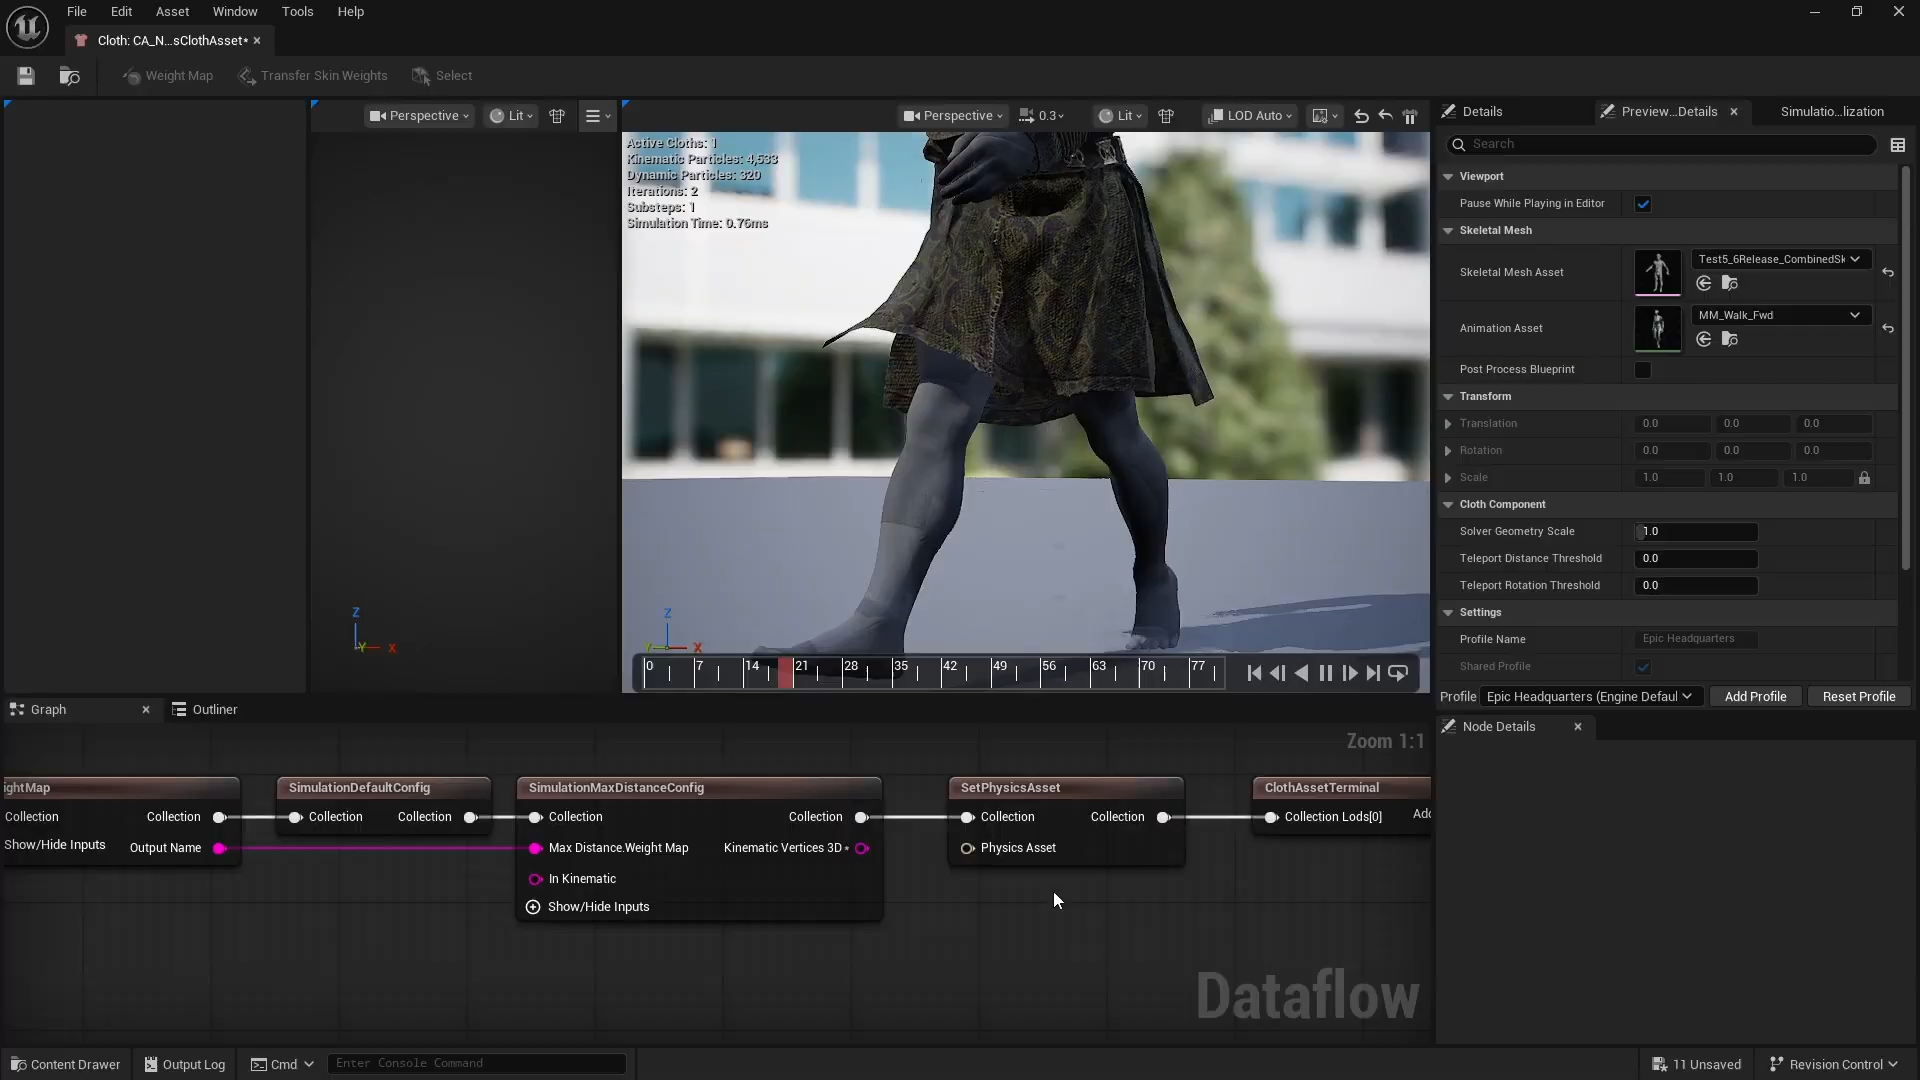 File Edit Asset Window Tools Help
Cloth: CA_N...sClothAsset*
Weight Map Transfer Skin Weights Select
Perspective Lit
Perspective 0.3 Lit LOD Auto
Active Cloths: 1
Kinematic Particles: 4,533
Dynamic Particles: 320
Iterations: 2
Substeps: 1
Simulation Time: 0.76ms
Z
Y X
Z
Y X
0 7 14 21 28 35 42 49 56 63 70 77
Details Preview...Details Simulatio...lization
Search
Viewport
Pause While Playing in Editor
Skeletal Mesh
Skeletal Mesh Asset Test5_6Release_CombinedSk
Animation Asset MM_Walk_Fwd
Post Process Blueprint
Transform
Translation 0.0 0.0 0.0
Rotation 0.0 0.0 0.0
Scale 1.0 1.0 1.0
Cloth Component
Solver Geometry Scale 1.0
Teleport Distance Threshold 0.0
Teleport Rotation Threshold 0.0
Settings
Profile Name Epic Headquarters
Shared Profile
Profile Epic Headquarters (Engine Defaul Add Profile Reset Profile
Graph Outliner
Node Details
Zoom 1:1
ightMap
Collection Collection
Show/Hide Inputs Output Name
SimulationDefaultConfig
Collection Collection
SimulationMaxDistanceConfig
Collection Collection
Max Distance.Weight Map Kinematic Vertices 3D *
In Kinematic
Show/Hide Inputs
SetPhysicsAsset
Collection Collection
Physics Asset
ClothAssetTerminal
Collection Lods[0] Add
Dataflow
Content Drawer Output Log Cmd Enter Console Command 11 Unsaved Revision Control